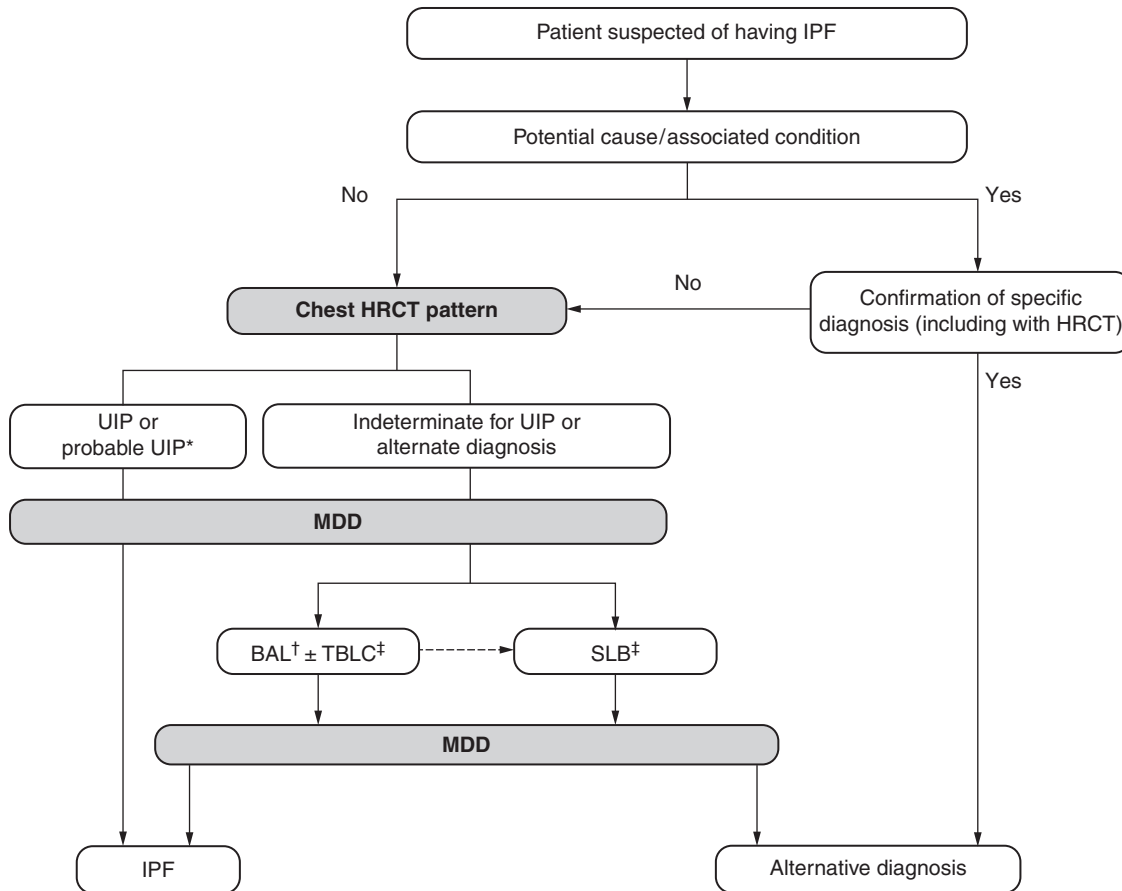 Patient suspected of having IPF
Potential cause/associated condition
No
Yes
No
Chest HRCT pattern
Confirmation of specific
diagnosis (including with HRCT)
Yes
UIP or
probable UIP*
Indeterminate for UIP or
alternate diagnosis
MDD
BAL† ± TBLC‡
SLB‡
MDD
IPF
Alternative diagnosis